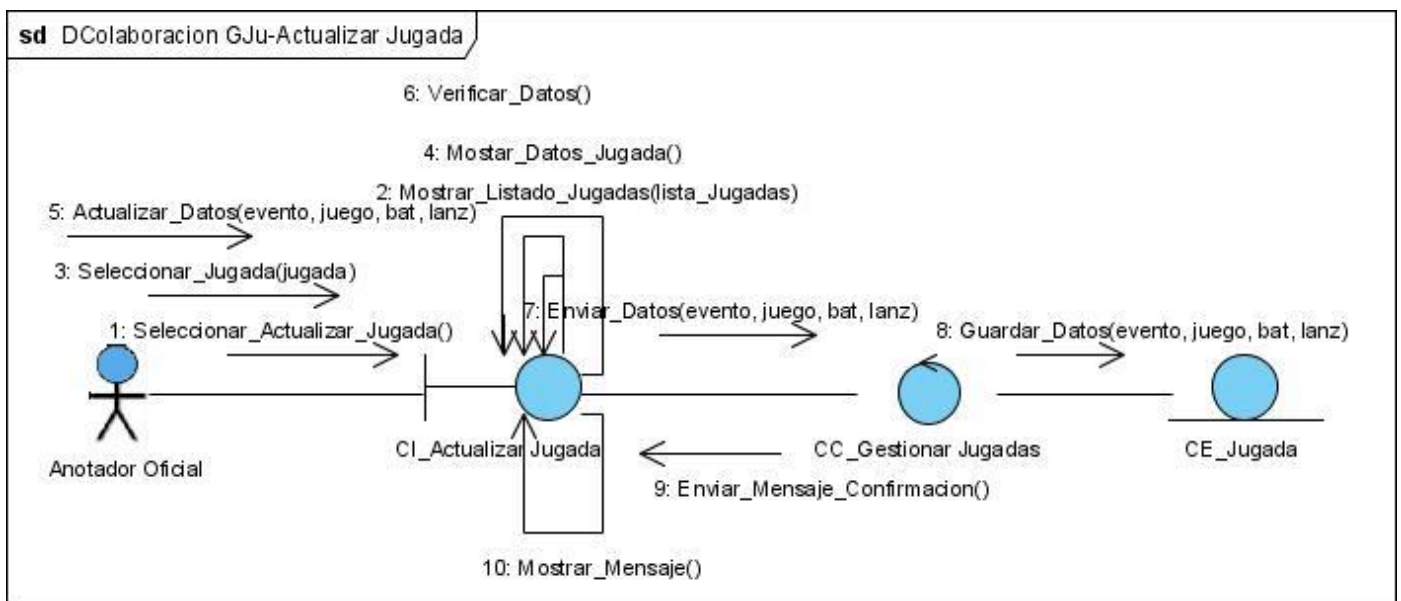 sd DColaboracion GJu-Actualizar Jugada
6: Verificar_Datos()
4: Mostar_Datos_Jugada()
2: Mostrar_Listado_Jugadas(lista_Jugadas)
5: Actualizar_Datos(evento, juego, bat, lanz)
3: Seleccionar_Jugada(jugada)
1: Seleccionar_Actualizar_Jugada()
7: Enviar_Datos(evento, juego, bat, lanz)
8: Guardar_Datos(evento, juego, bat, lanz)
Anotador Oficial
CI_Actualizar Jugada
CC_Gestionar Jugadas
CE_Jugada
9: Enviar_Mensaje_Confirmacion()
10: Mostrar_Mensaje()